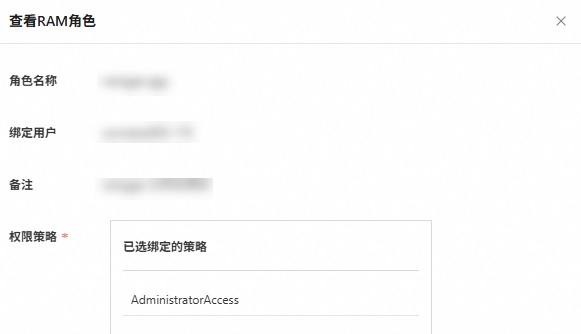 查看RAM角色
角色名称
绑定用户
备注
权限策略 *
已选绑定的策略
AdministratorAccess